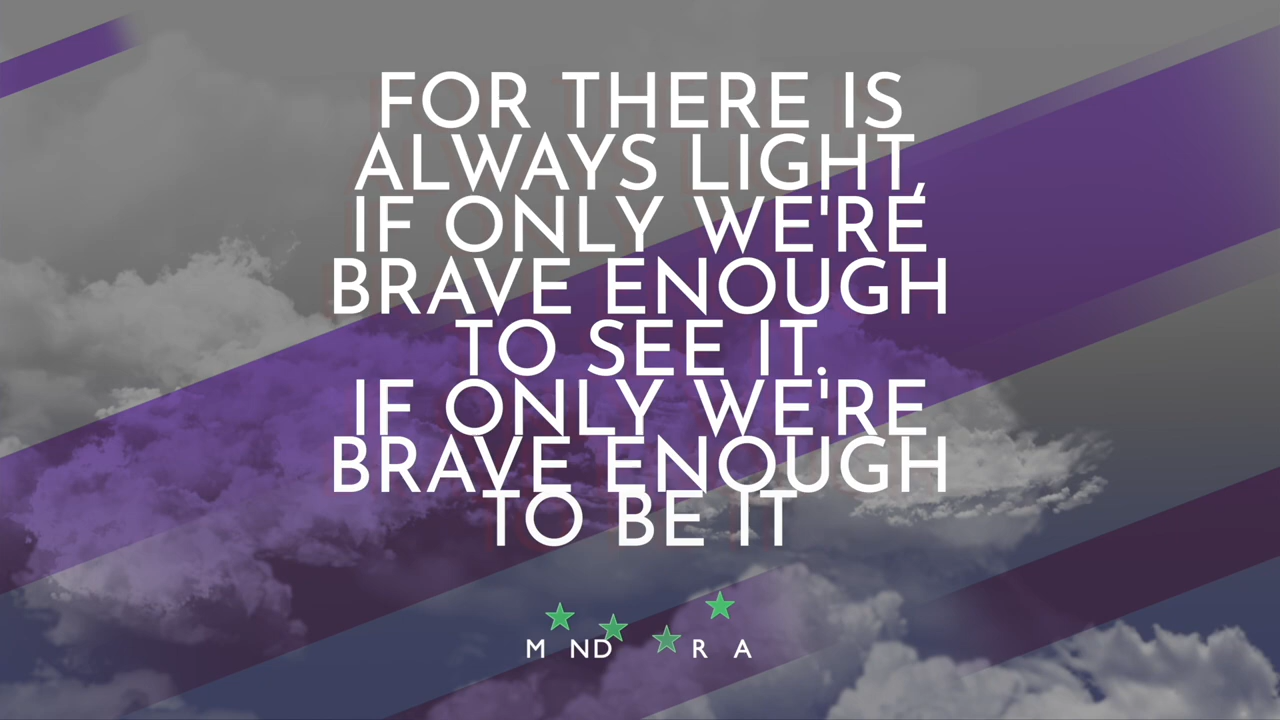 FOR THERE IS
ALWAYS LIGHT,
IF ONLY WE'RE
BRAVE ENOUGH
TO SEE IT.
IF ONLY WE'RE
BRAVE ENOUGH
TO BE IT
M ND R A